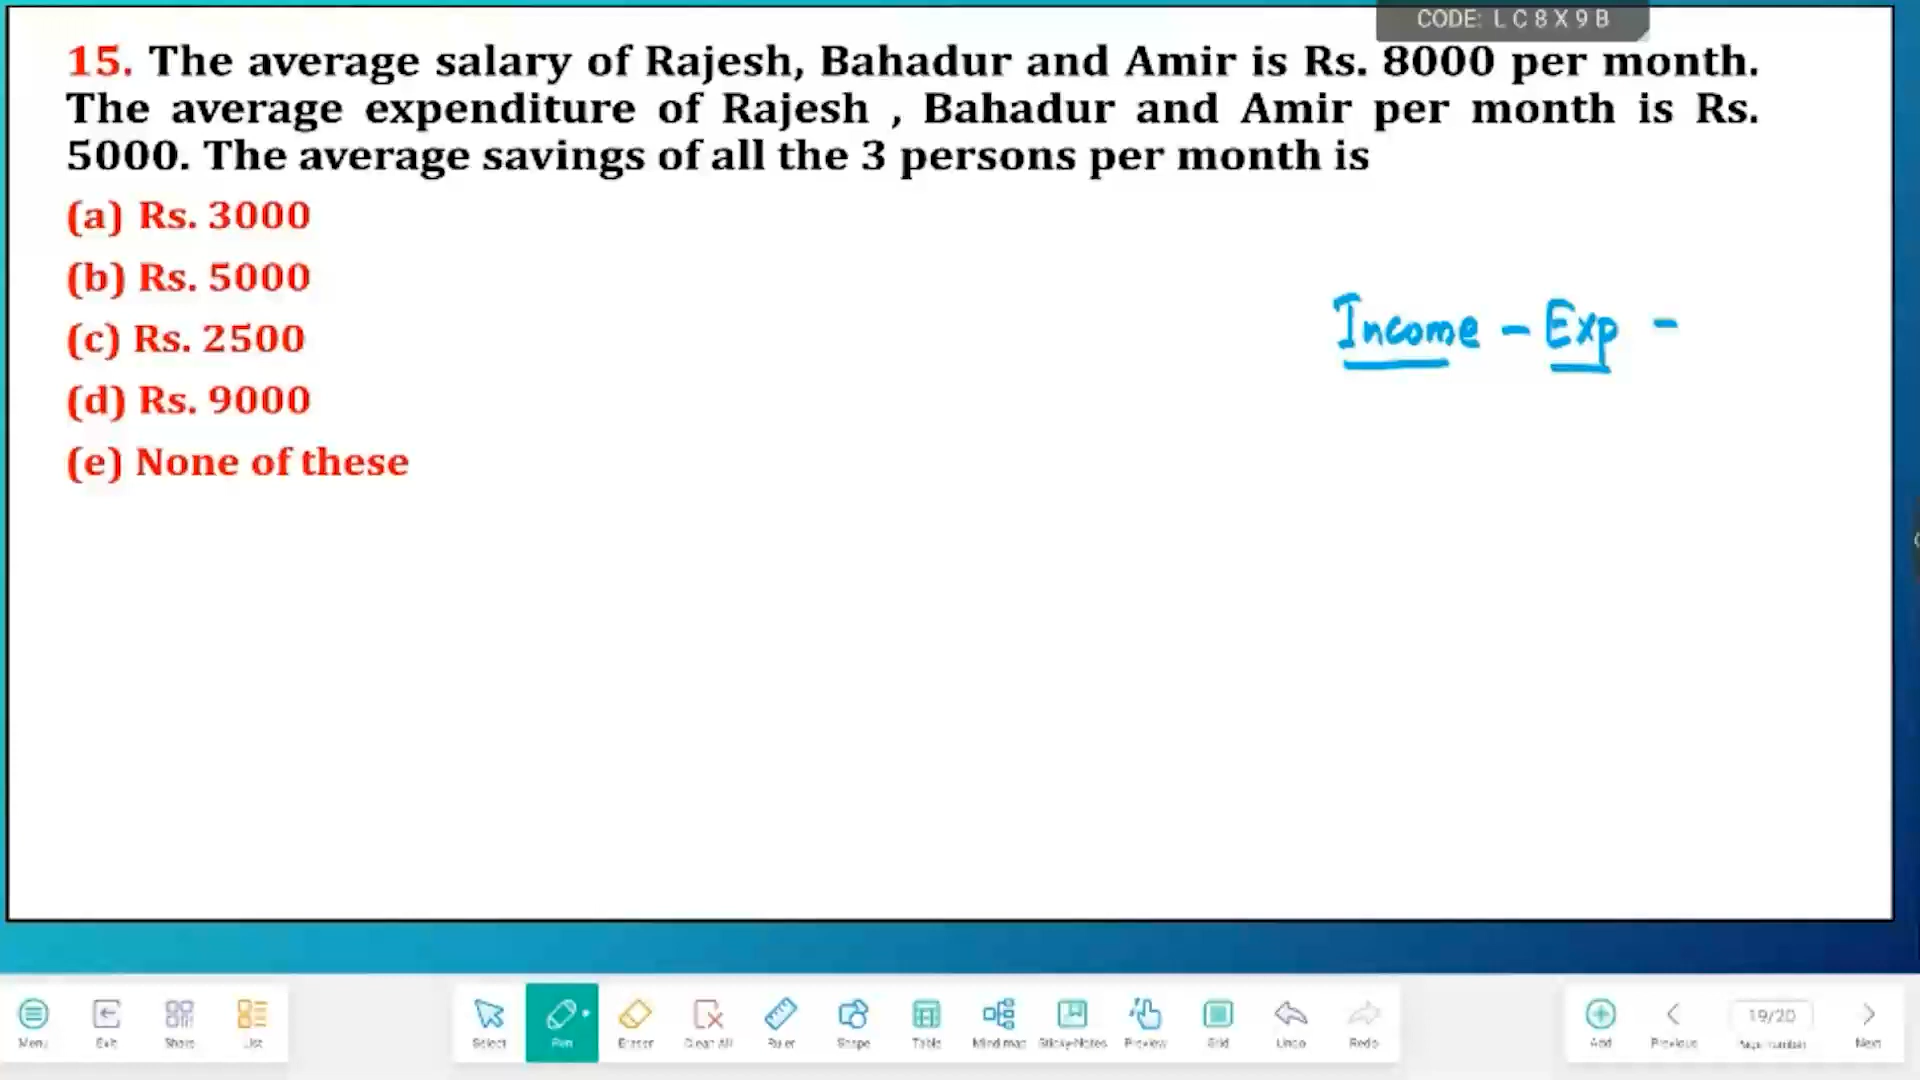 CODE: L C 8 X 9 B
15. The average salary of Rajesh, Bahadur and Amir is Rs. 8000 per month.
The average expenditure of Rajesh , Bahadur and Amir per month is Rs.
5000. The average savings of all the 3 persons per month is
(a) Rs. 3000
(b) Rs. 5000
(c) Rs. 2500
(d) Rs. 9000
(e) None of these
Income - Exp -
Menu Exit Share List Select Pen Eraser Clean All Ruler Shape Table Mind map Sticky-Notes Preview Grid Undo Redo Add Previous 19/20 Page number Next